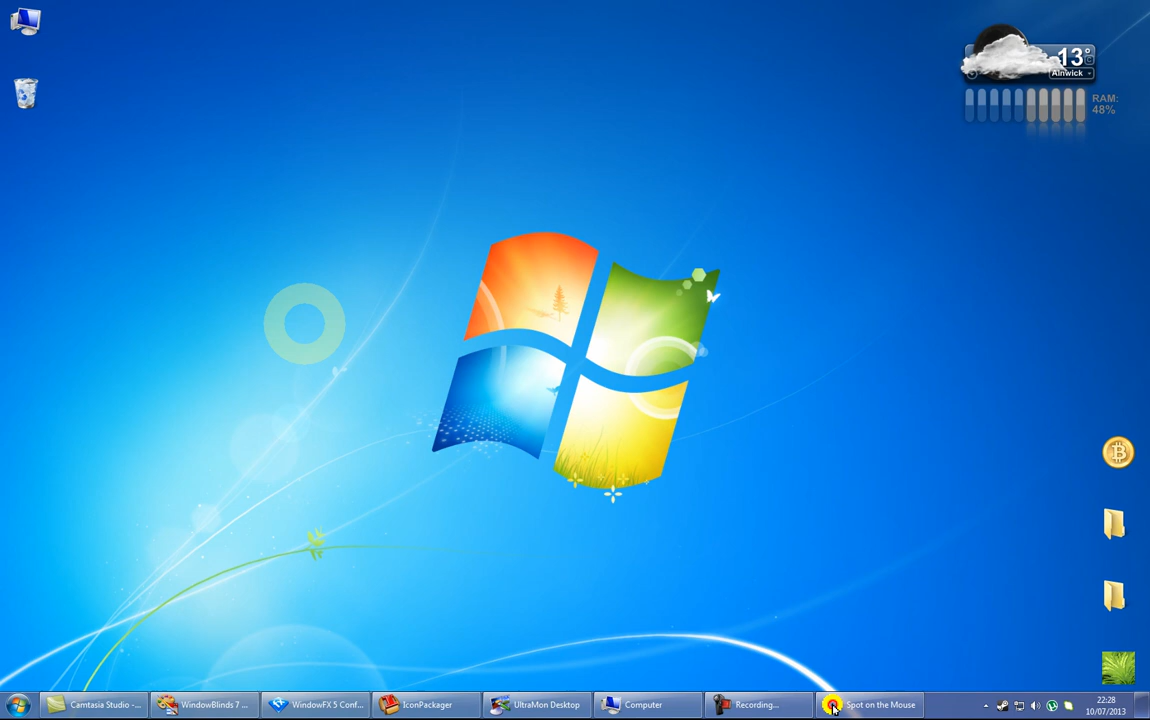 13°
Alnwick
RAM:
48%
Camtasia Studio -...
WindowBlinds 7 ...
WindowFX 5 Conf...
IconPackager
UltraMon Desktop
Computer
Recording...
Spot on the Mouse
22:28
10/07/2013